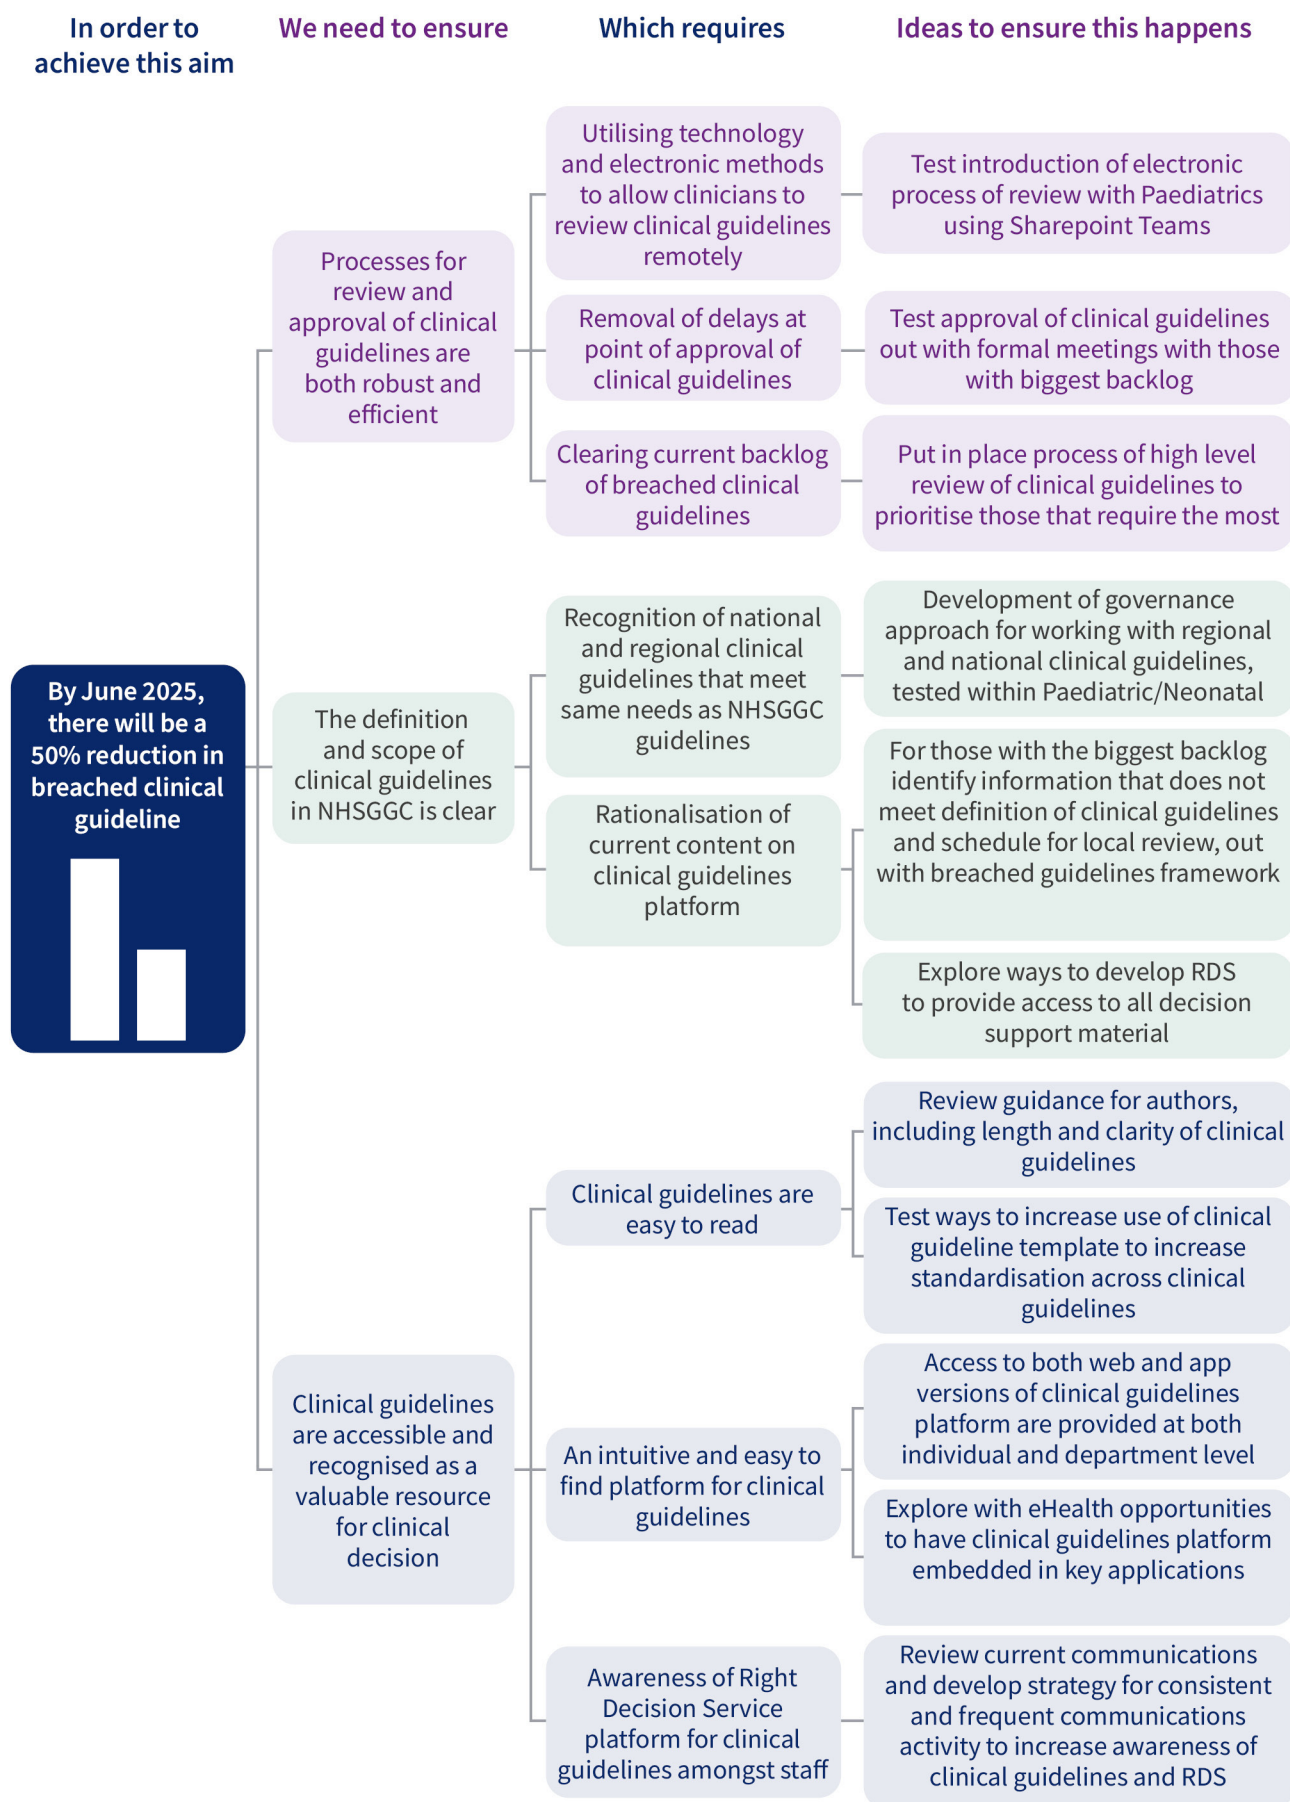 In order to
achieve this aim
We need to ensure
Which requires
Ideas to ensure this happens
By June 2025,
there will be a
50% reduction in
breached clinical
guideline
Processes for
review and
approval of clinical
guidelines are
both robust and
efficient
Utilising technology
and electronic methods
to allow clinicians to
review clinical guidelines
remotely
Test introduction of electronic
process of review with Paediatrics
using Sharepoint Teams
Removal of delays at
point of approval of
clinical guidelines
Test approval of clinical guidelines
out with formal meetings with those
with biggest backlog
Clearing current backlog
of breached clinical
guidelines
Put in place process of high level
review of clinical guidelines to
prioritise those that require the most
The definition
and scope of
clinical guidelines
in NHSGGC is clear
Recognition of national
and regional clinical
guidelines that meet
same needs as NHSGGC
guidelines
Development of governance
approach for working with regional
and national clinical guidelines,
tested within Paediatric/Neonatal
Rationalisation of
current content on
clinical guidelines
platform
For those with the biggest backlog
identify information that does not
meet definition of clinical guidelines
and schedule for local review, out
with breached guidelines framework
Explore ways to develop RDS
to provide access to all decision
support material
Clinical guidelines
are accessible and
recognised as a
valuable resource
for clinical
decision
Clinical guidelines are
easy to read
Review guidance for authors,
including length and clarity of clinical
guidelines
Test ways to increase use of clinical
guideline template to increase
standardisation across clinical
guidelines
An intuitive and easy to
find platform for clinical
guidelines
Access to both web and app
versions of clinical guidelines
platform are provided at both
individual and department level
Explore with eHealth opportunities
to have clinical guidelines platform
embedded in key applications
Awareness of Right
Decision Service
platform for clinical
guidelines amongst staff
Review current communications
and develop strategy for consistent
and frequent communications
activity to increase awareness of
clinical guidelines and RDS